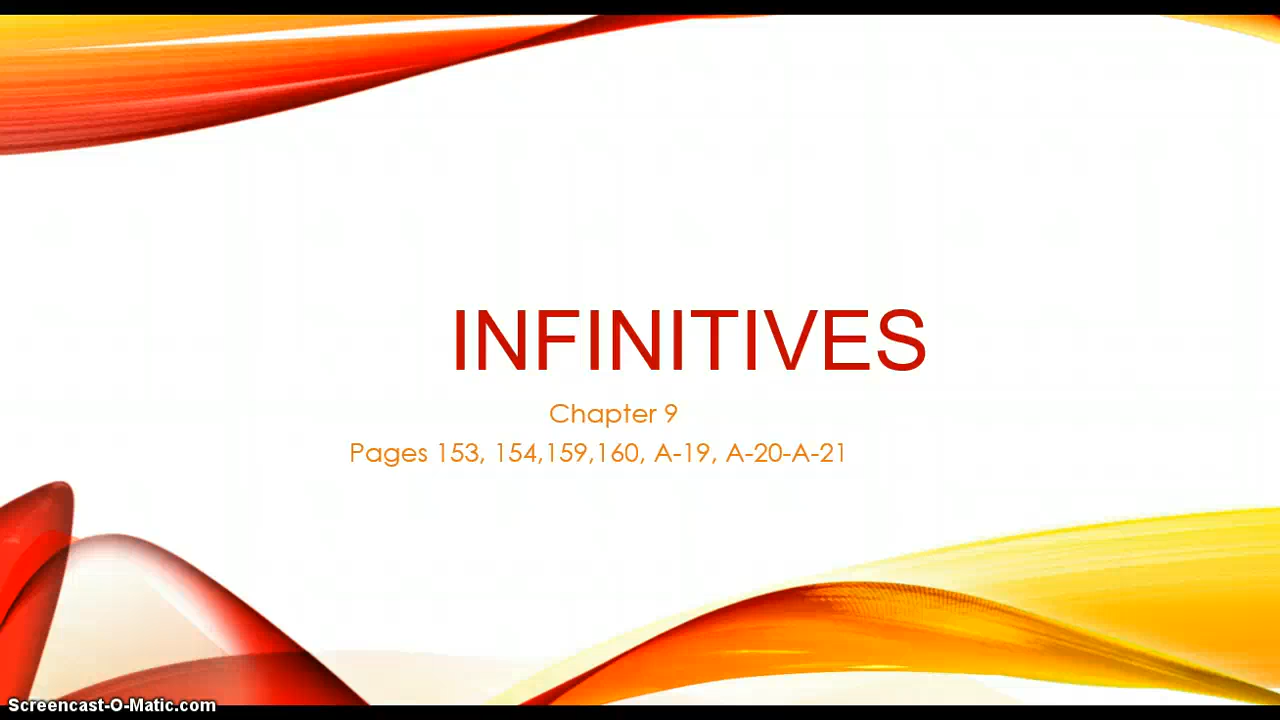 INFINITIVES
Chapter 9
Pages 153, 154,159,160, A-19, A-20-A-21
Screencast-O-Matic.com